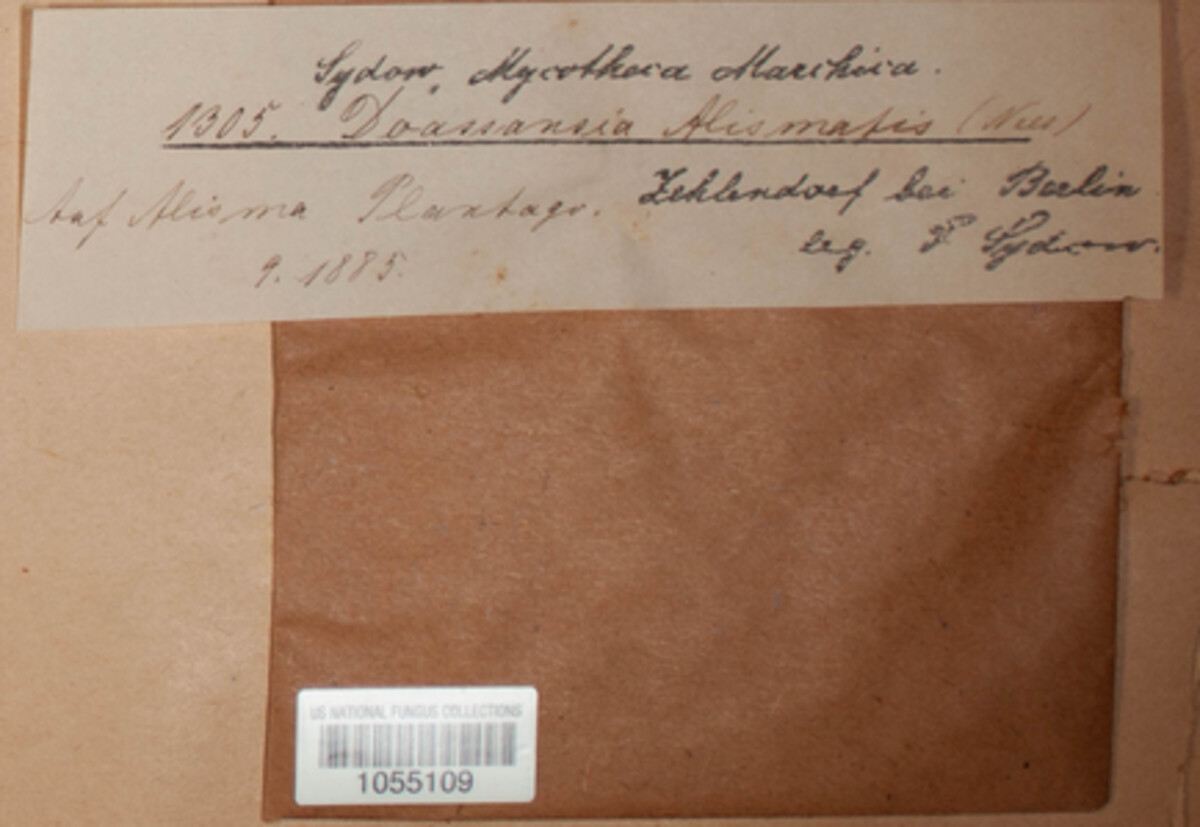 Sydow, Mycotheca Marchica.
1305. Doassansia Alismatis (Nees)
Auf Alisma Plantago. Zehlendorf bei Berlin
9. 1885. leg. P Sydow.
US NATIONAL FUNGUS COLLECTIONS
1055109